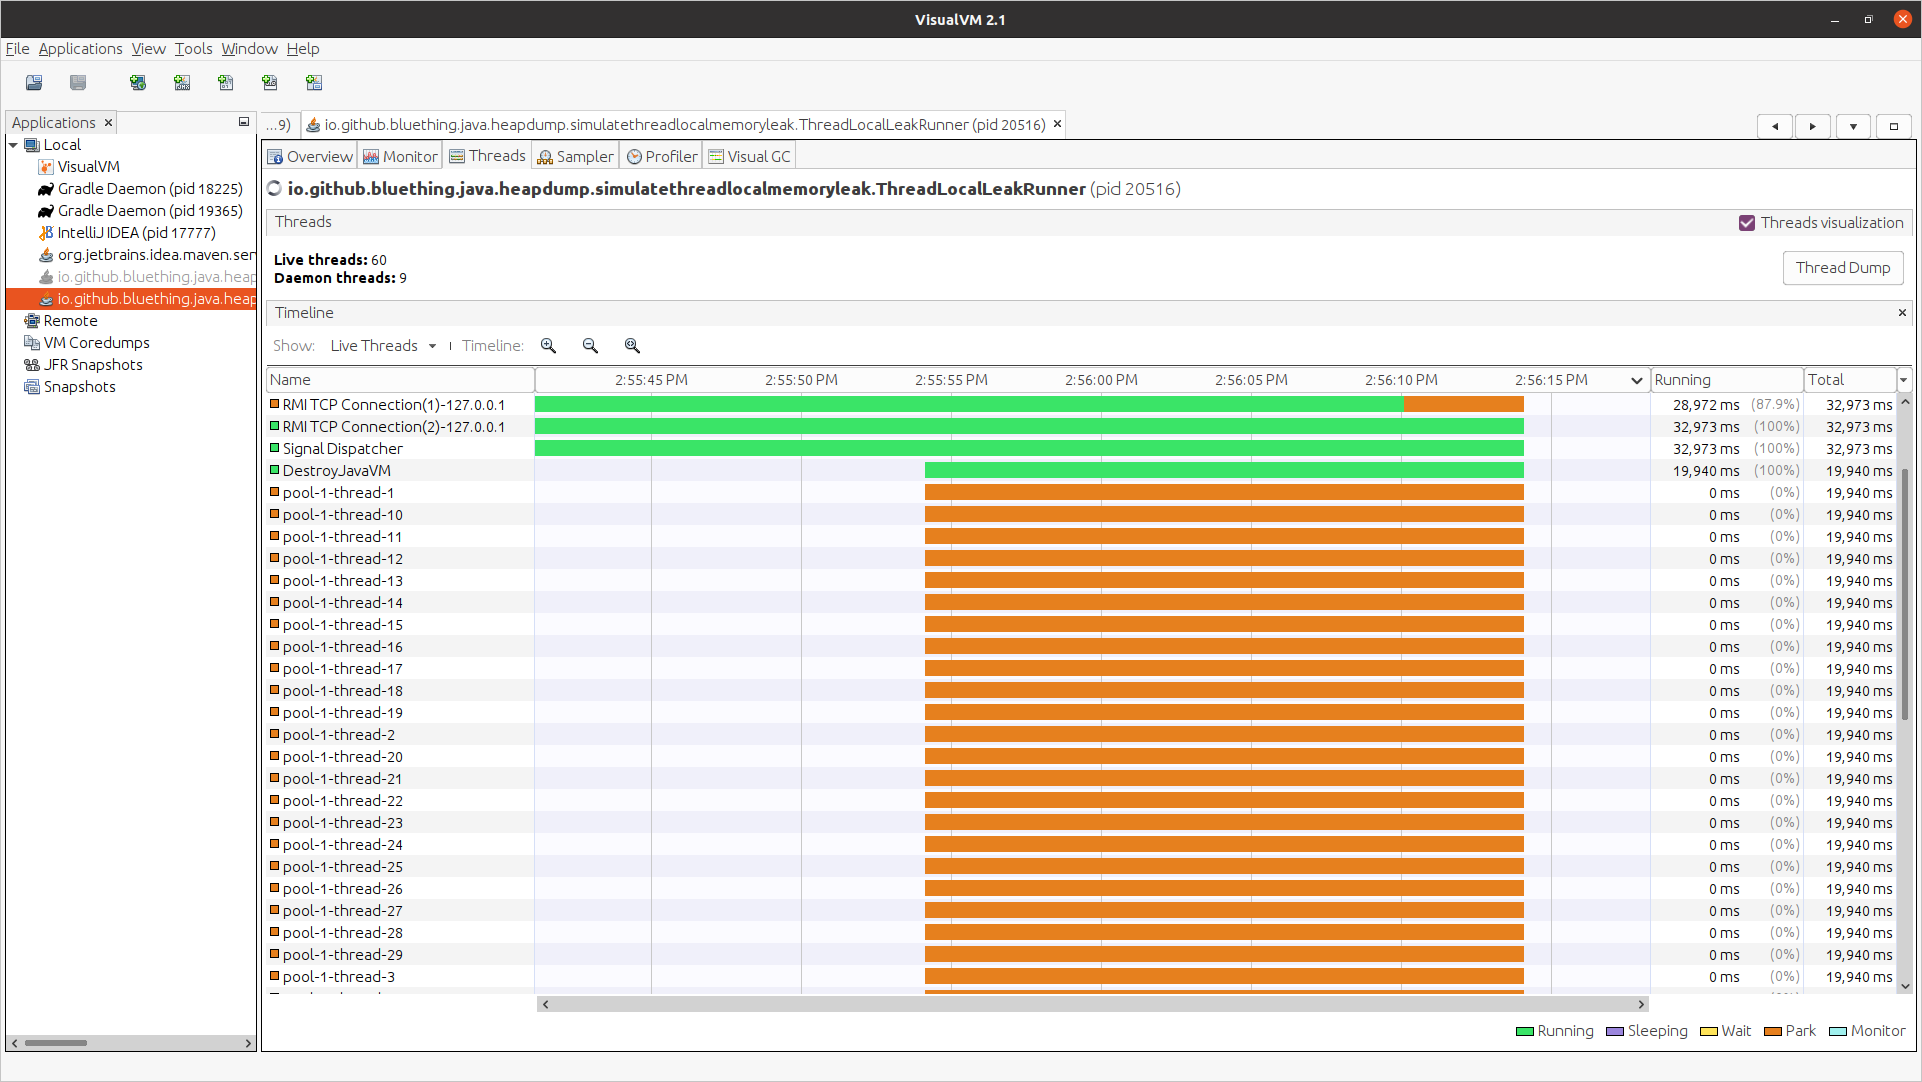 VisualVM 2.1
File Applications View Tools Window Help
Applications
Local
VisualVM
Gradle Daemon (pid 18225)
Gradle Daemon (pid 19365)
IntelliJ IDEA (pid 17777)
org.jetbrains.idea.maven.ser
io.github.bluething.java.heap
io.github.bluething.java.heap
Remote
VM Coredumps
JFR Snapshots
Snapshots
...9) io.github.bluething.java.heapdump.simulatethreadlocalmemoryleak.ThreadLocalLeakRunner (pid 20516)
Overview Monitor Threads Sampler Profiler Visual GC
io.github.bluething.java.heapdump.simulatethreadlocalmemoryleak.ThreadLocalLeakRunner (pid 20516)
Threads Threads visualization
Live threads: 60
Daemon threads: 9
Thread Dump
Timeline
Show: Live Threads Timeline:
Name 2:55:45 PM 2:55:50 PM 2:55:55 PM 2:56:00 PM 2:56:05 PM 2:56:10 PM 2:56:15 PM Running Total
RMI TCP Connection(1)-127.0.0.1 28,972 ms (87.9%) 32,973 ms
RMI TCP Connection(2)-127.0.0.1 32,973 ms (100%) 32,973 ms
Signal Dispatcher 32,973 ms (100%) 32,973 ms
DestroyJavaVM 19,940 ms (100%) 19,940 ms
pool-1-thread-1 0 ms (0%) 19,940 ms
pool-1-thread-10 0 ms (0%) 19,940 ms
pool-1-thread-11 0 ms (0%) 19,940 ms
pool-1-thread-12 0 ms (0%) 19,940 ms
pool-1-thread-13 0 ms (0%) 19,940 ms
pool-1-thread-14 0 ms (0%) 19,940 ms
pool-1-thread-15 0 ms (0%) 19,940 ms
pool-1-thread-16 0 ms (0%) 19,940 ms
pool-1-thread-17 0 ms (0%) 19,940 ms
pool-1-thread-18 0 ms (0%) 19,940 ms
pool-1-thread-19 0 ms (0%) 19,940 ms
pool-1-thread-2 0 ms (0%) 19,940 ms
pool-1-thread-20 0 ms (0%) 19,940 ms
pool-1-thread-21 0 ms (0%) 19,940 ms
pool-1-thread-22 0 ms (0%) 19,940 ms
pool-1-thread-23 0 ms (0%) 19,940 ms
pool-1-thread-24 0 ms (0%) 19,940 ms
pool-1-thread-25 0 ms (0%) 19,940 ms
pool-1-thread-26 0 ms (0%) 19,940 ms
pool-1-thread-27 0 ms (0%) 19,940 ms
pool-1-thread-28 0 ms (0%) 19,940 ms
pool-1-thread-29 0 ms (0%) 19,940 ms
pool-1-thread-3 0 ms (0%) 19,940 ms
Running Sleeping Wait Park Monitor